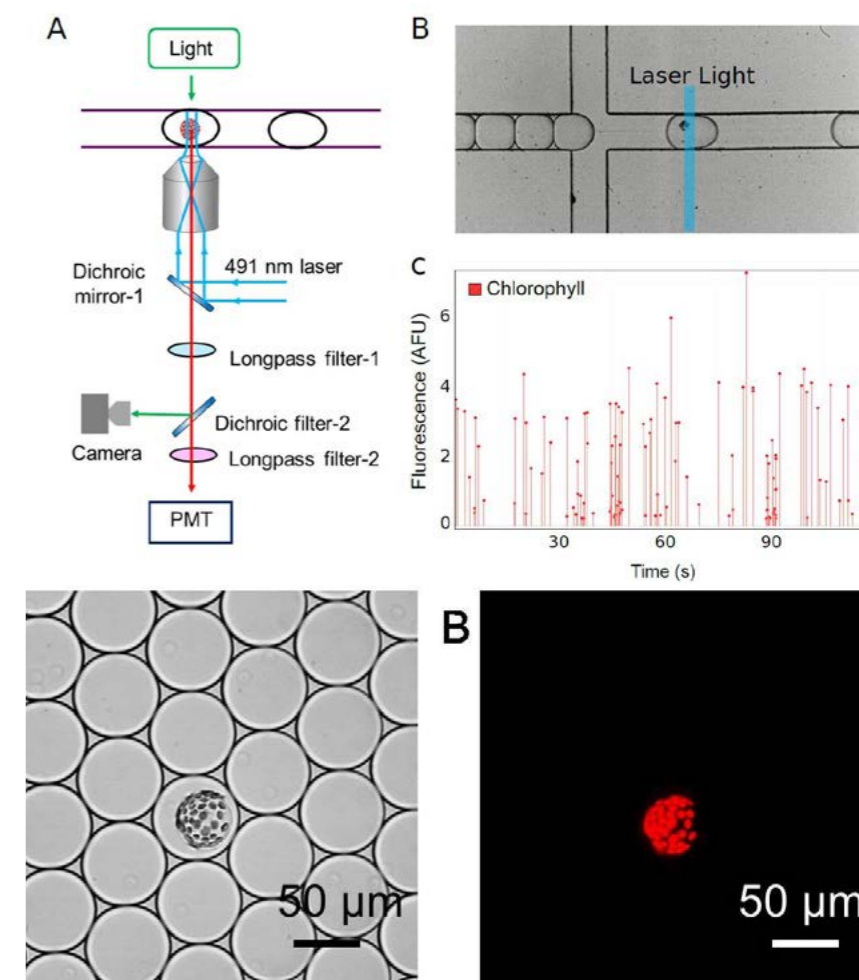 A
Light
Dichroic
mirror-1
491 nm laser
Longpass filter-1
Dichroic filter-2
Camera
Longpass filter-2
PMT
B
Laser Light
C
Chlorophyll
Fluorescence (AFU)
6
4
2
0
30
60
90
Time (s)
50 µm
B
50 µm